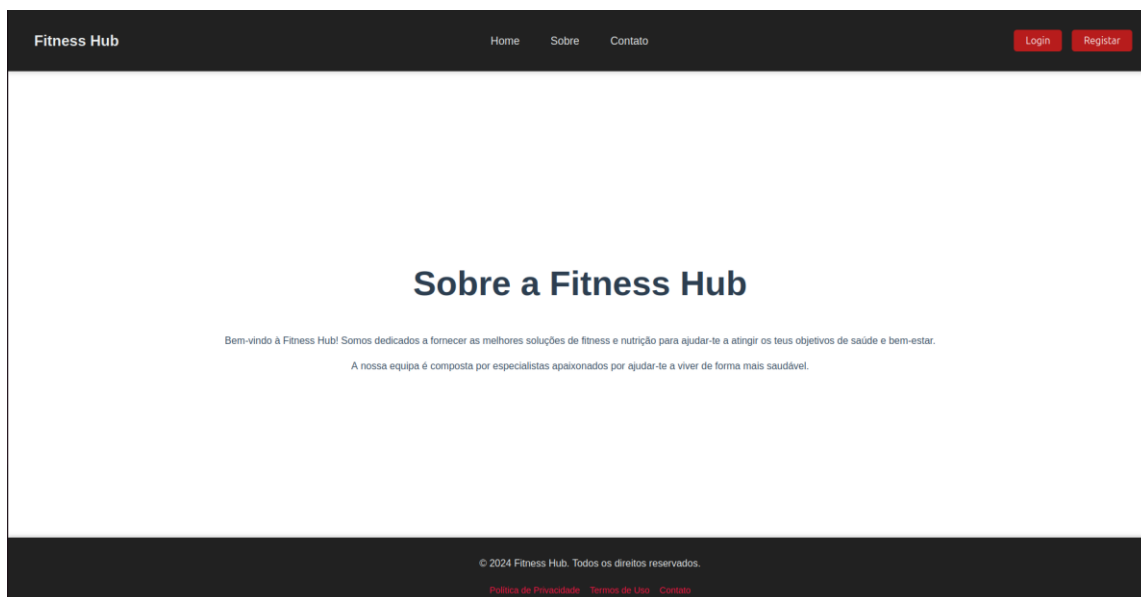 Fitness Hub Home Sobre Contato Login Registar
Sobre a Fitness Hub
Bem-vindo à Fitness Hub! Somos dedicados a fornecer as melhores soluções de fitness e nutrição para ajudar-te a atingir os teus objetivos de saúde e bem-estar.
A nossa equipa é composta por especialistas apaixonados por ajudar-te a viver de forma mais saudável.
© 2024 Fitness Hub. Todos os direitos reservados.
Política de Privacidade Termos de Uso Contato